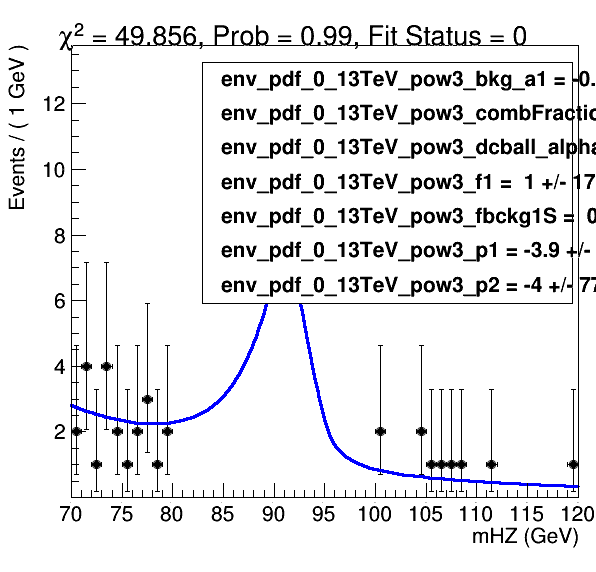 χ² = 49.856, Prob = 0.99, Fit Status = 0
env_pdf_0_13TeV_pow3_bkg_a1 = -0.
env_pdf_0_13TeV_pow3_combFractio
env_pdf_0_13TeV_pow3_dcball_alpha
env_pdf_0_13TeV_pow3_f1 = 1 +/- 17
env_pdf_0_13TeV_pow3_fbckg1S = 0
env_pdf_0_13TeV_pow3_p1 = -3.9 +/-
env_pdf_0_13TeV_pow3_p2 = -4 +/- 77
Events / ( 1 GeV )
12
10
8
6
4
2
70 75 80 85 90 95 100 105 110 115 120
mHZ (GeV)